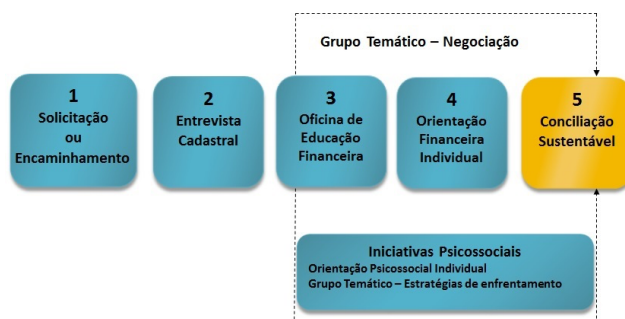 Grupo Temático – Negociação
1
Solicitação
ou
Encaminhamento
2
Entrevista
Cadastral
3
Oficina de
Educação
Financeira
4
Orientação
Financeira
Individual
5
Conciliação
Sustentável
Iniciativas Psicossociais
Orientação Psicossocial Individual
Grupo Temático – Estratégias de enfrentamento